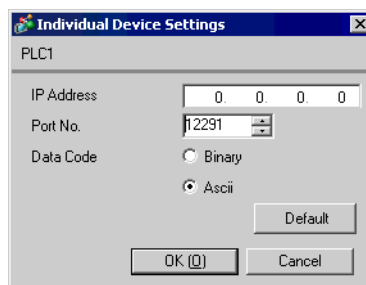 Individual Device Settings
PLC1
IP Address 0. 0. 0. 0
Port No. 12291
Data Code Binary
Ascii
Default
OK (O) Cancel